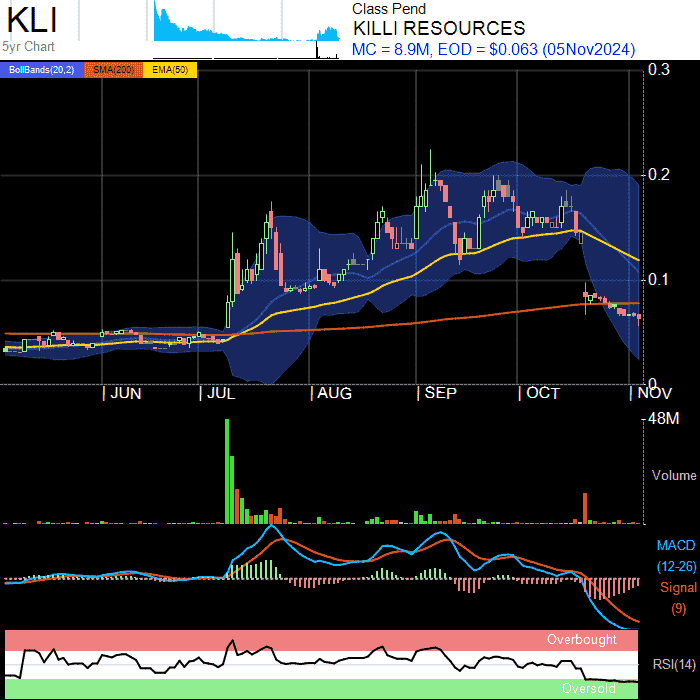 KLI
5yr Chart
Class Pend
KILLI RESOURCES
MC = 8.9M, EOD = $0.063 (05Nov2024)
BollBands(20,2) SMA(200) EMA(50)
0.3
0.2
0.1
0
JUN JUL AUG SEP OCT NOV
48M
Volume
MACD
(12-26)
Signal
(9)
Overbought
RSI(14)
Oversold